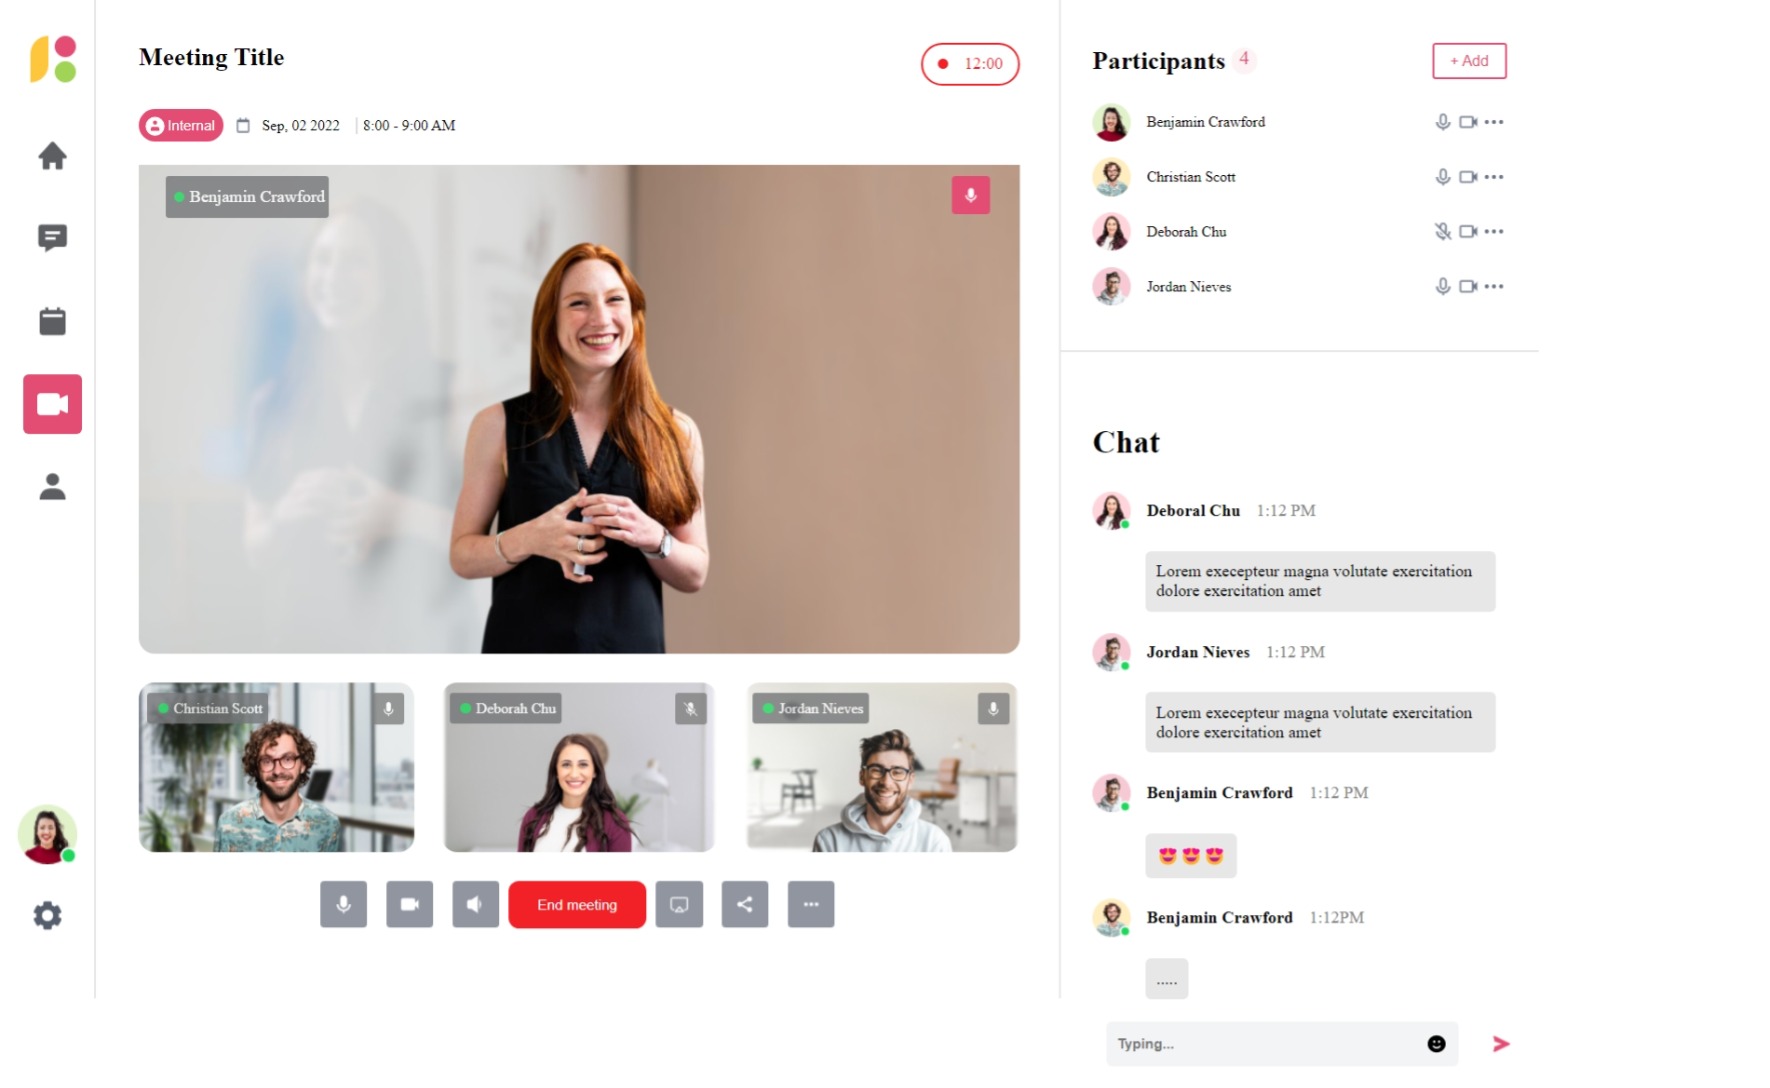 Meeting Title
12:00
Internal
Sep, 02 2022
8:00 - 9:00 AM
Benjamin Crawford
Christian Scott
Deborah Chu
Jordan Nieves
End meeting
Participants 4
+ Add
Benjamin Crawford
Christian Scott
Deborah Chu
Jordan Nieves
Chat
Deboral Chu 1:12 PM
Lorem execepteur magna volutate exercitation
dolore exercitation amet
Jordan Nieves 1:12 PM
Lorem execepteur magna volutate exercitation
dolore exercitation amet
Benjamin Crawford 1:12 PM
😍😍😍
Benjamin Crawford 1:12PM
.....
Typing...